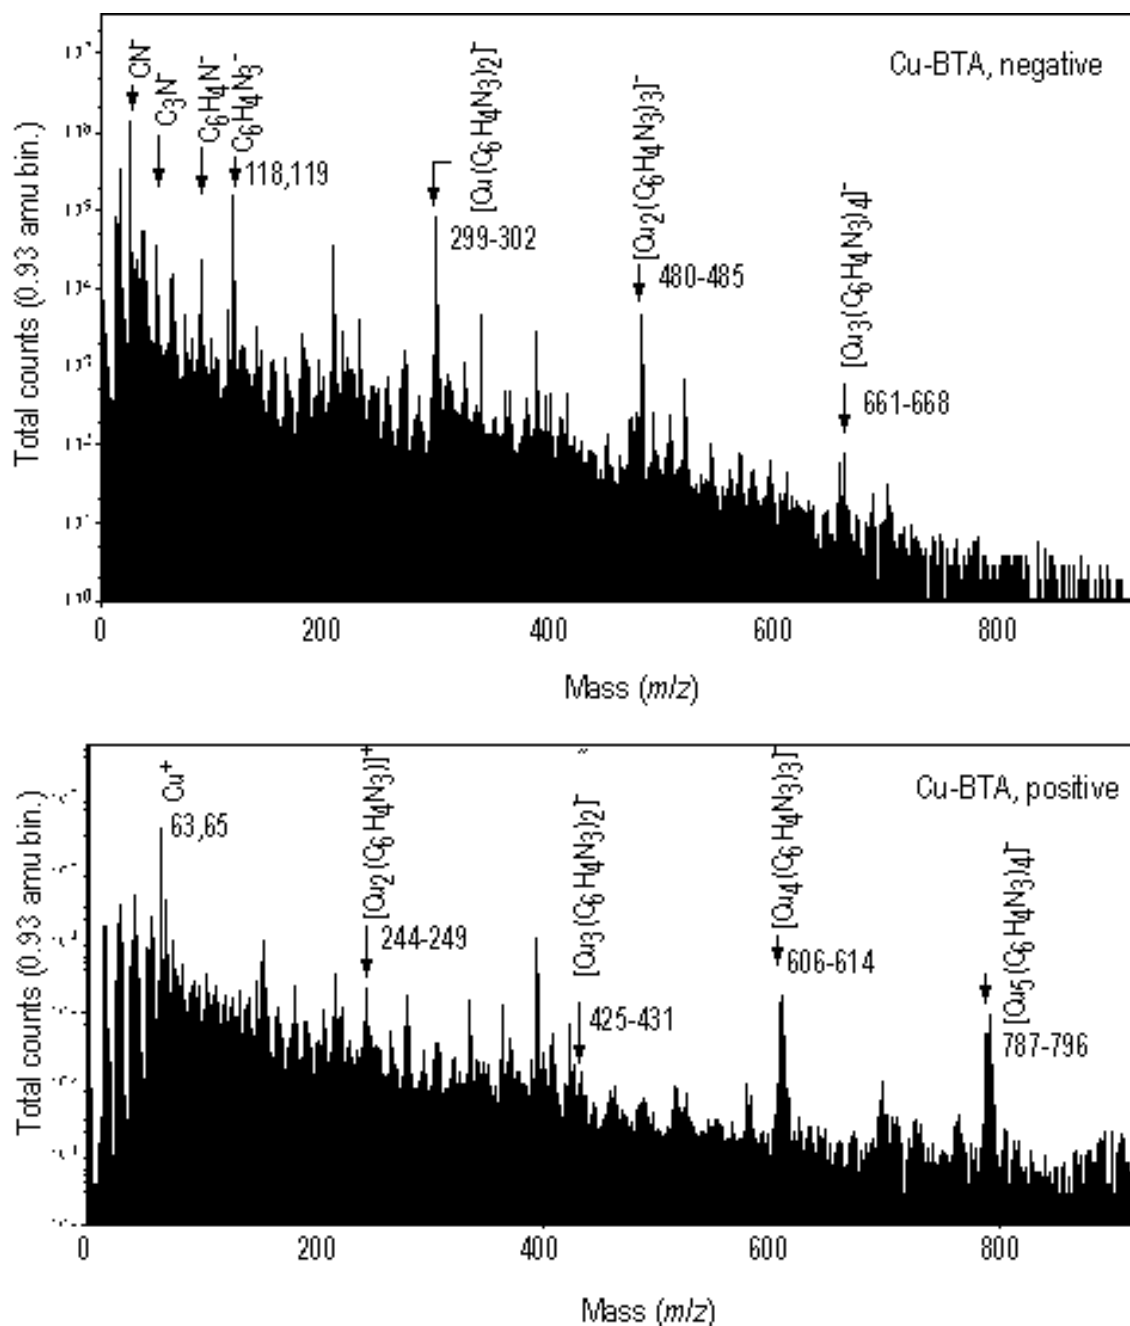 Cu-BTA, negative
CN⁻
C₃N⁻
C₆H₄N⁻
C₆H₄N₃⁻
118,119
[Cu(C₆H₄N₃)₂]⁻
299-302
[Cu₂(C₆H₄N₃)₃]⁻
480-485
[Cu₃(C₆H₄N₃)₄]⁻
661-668
Total counts (0.93 amu bin.)
0
200
400
600
800
Mass (m/z)
Cu-BTA, positive
Cu⁺
63,65
[Cu₂(C₆H₄N₃)]⁺
244-249
[Cu₃(C₆H₄N₃)₂]
425-431
[Cu₄(C₆H₄N₃)₃]
606-614
[Cu₅(C₆H₄N₃)₄]
787-796
Total counts (0.93 amu bin.)
0
200
400
600
800
Mass (m/z)